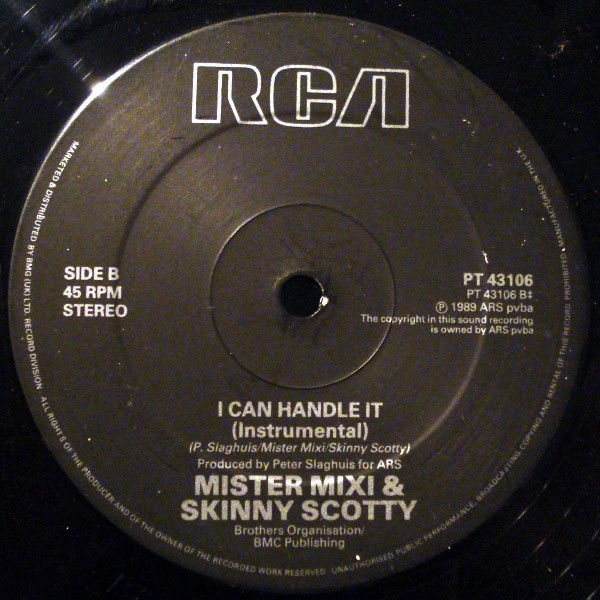 RCA
SIDE B
45 RPM
STEREO
PT 43106
PT 43106 B‡
℗ 1989 ARS pvba
The copyright in this sound recording
is owned by ARS pvba
I CAN HANDLE IT
(Instrumental)
(P. Slaghuis/Mister Mixi/Skinny Scotty)
Produced by Peter Slaghuis for ARS
MISTER MIXI &
SKINNY SCOTTY
Brothers Organisation/
BMC Publishing
MARKETED & DISTRIBUTED BY BMG (UK) LTD. RECORD DIVISION. ALL RIGHTS OF THE PRODUCER AND OF THE OWNER OF THE RECORDED WORK RESERVED. UNAUTHORISED PUBLIC PERFORMANCE, BROADCASTING, COPYING AND RENTAL OF THIS RECORD PROHIBITED. MANUFACTURED IN THE U.K.